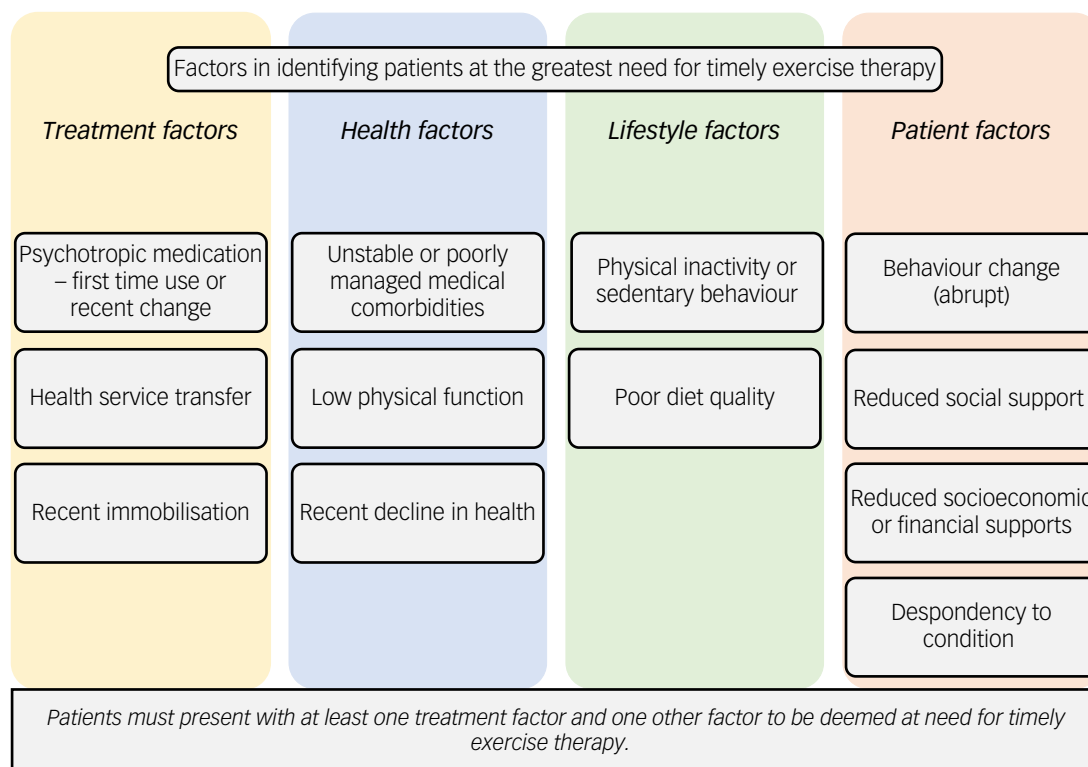 Factors in identifying patients at the greatest need for timely exercise therapy
Treatment factors
Health factors
Lifestyle factors
Patient factors
Psychotropic medication
– first time use or
recent change
Unstable or poorly
managed medical
comorbidities
Physical inactivity or
sedentary behaviour
Behaviour change
(abrupt)
Health service transfer
Low physical function
Poor diet quality
Reduced social support
Recent immobilisation
Recent decline in health
Reduced socioeconomic
or financial supports
Despondency to
condition
Patients must present with at least one treatment factor and one other factor to be deemed at need for timely
exercise therapy.